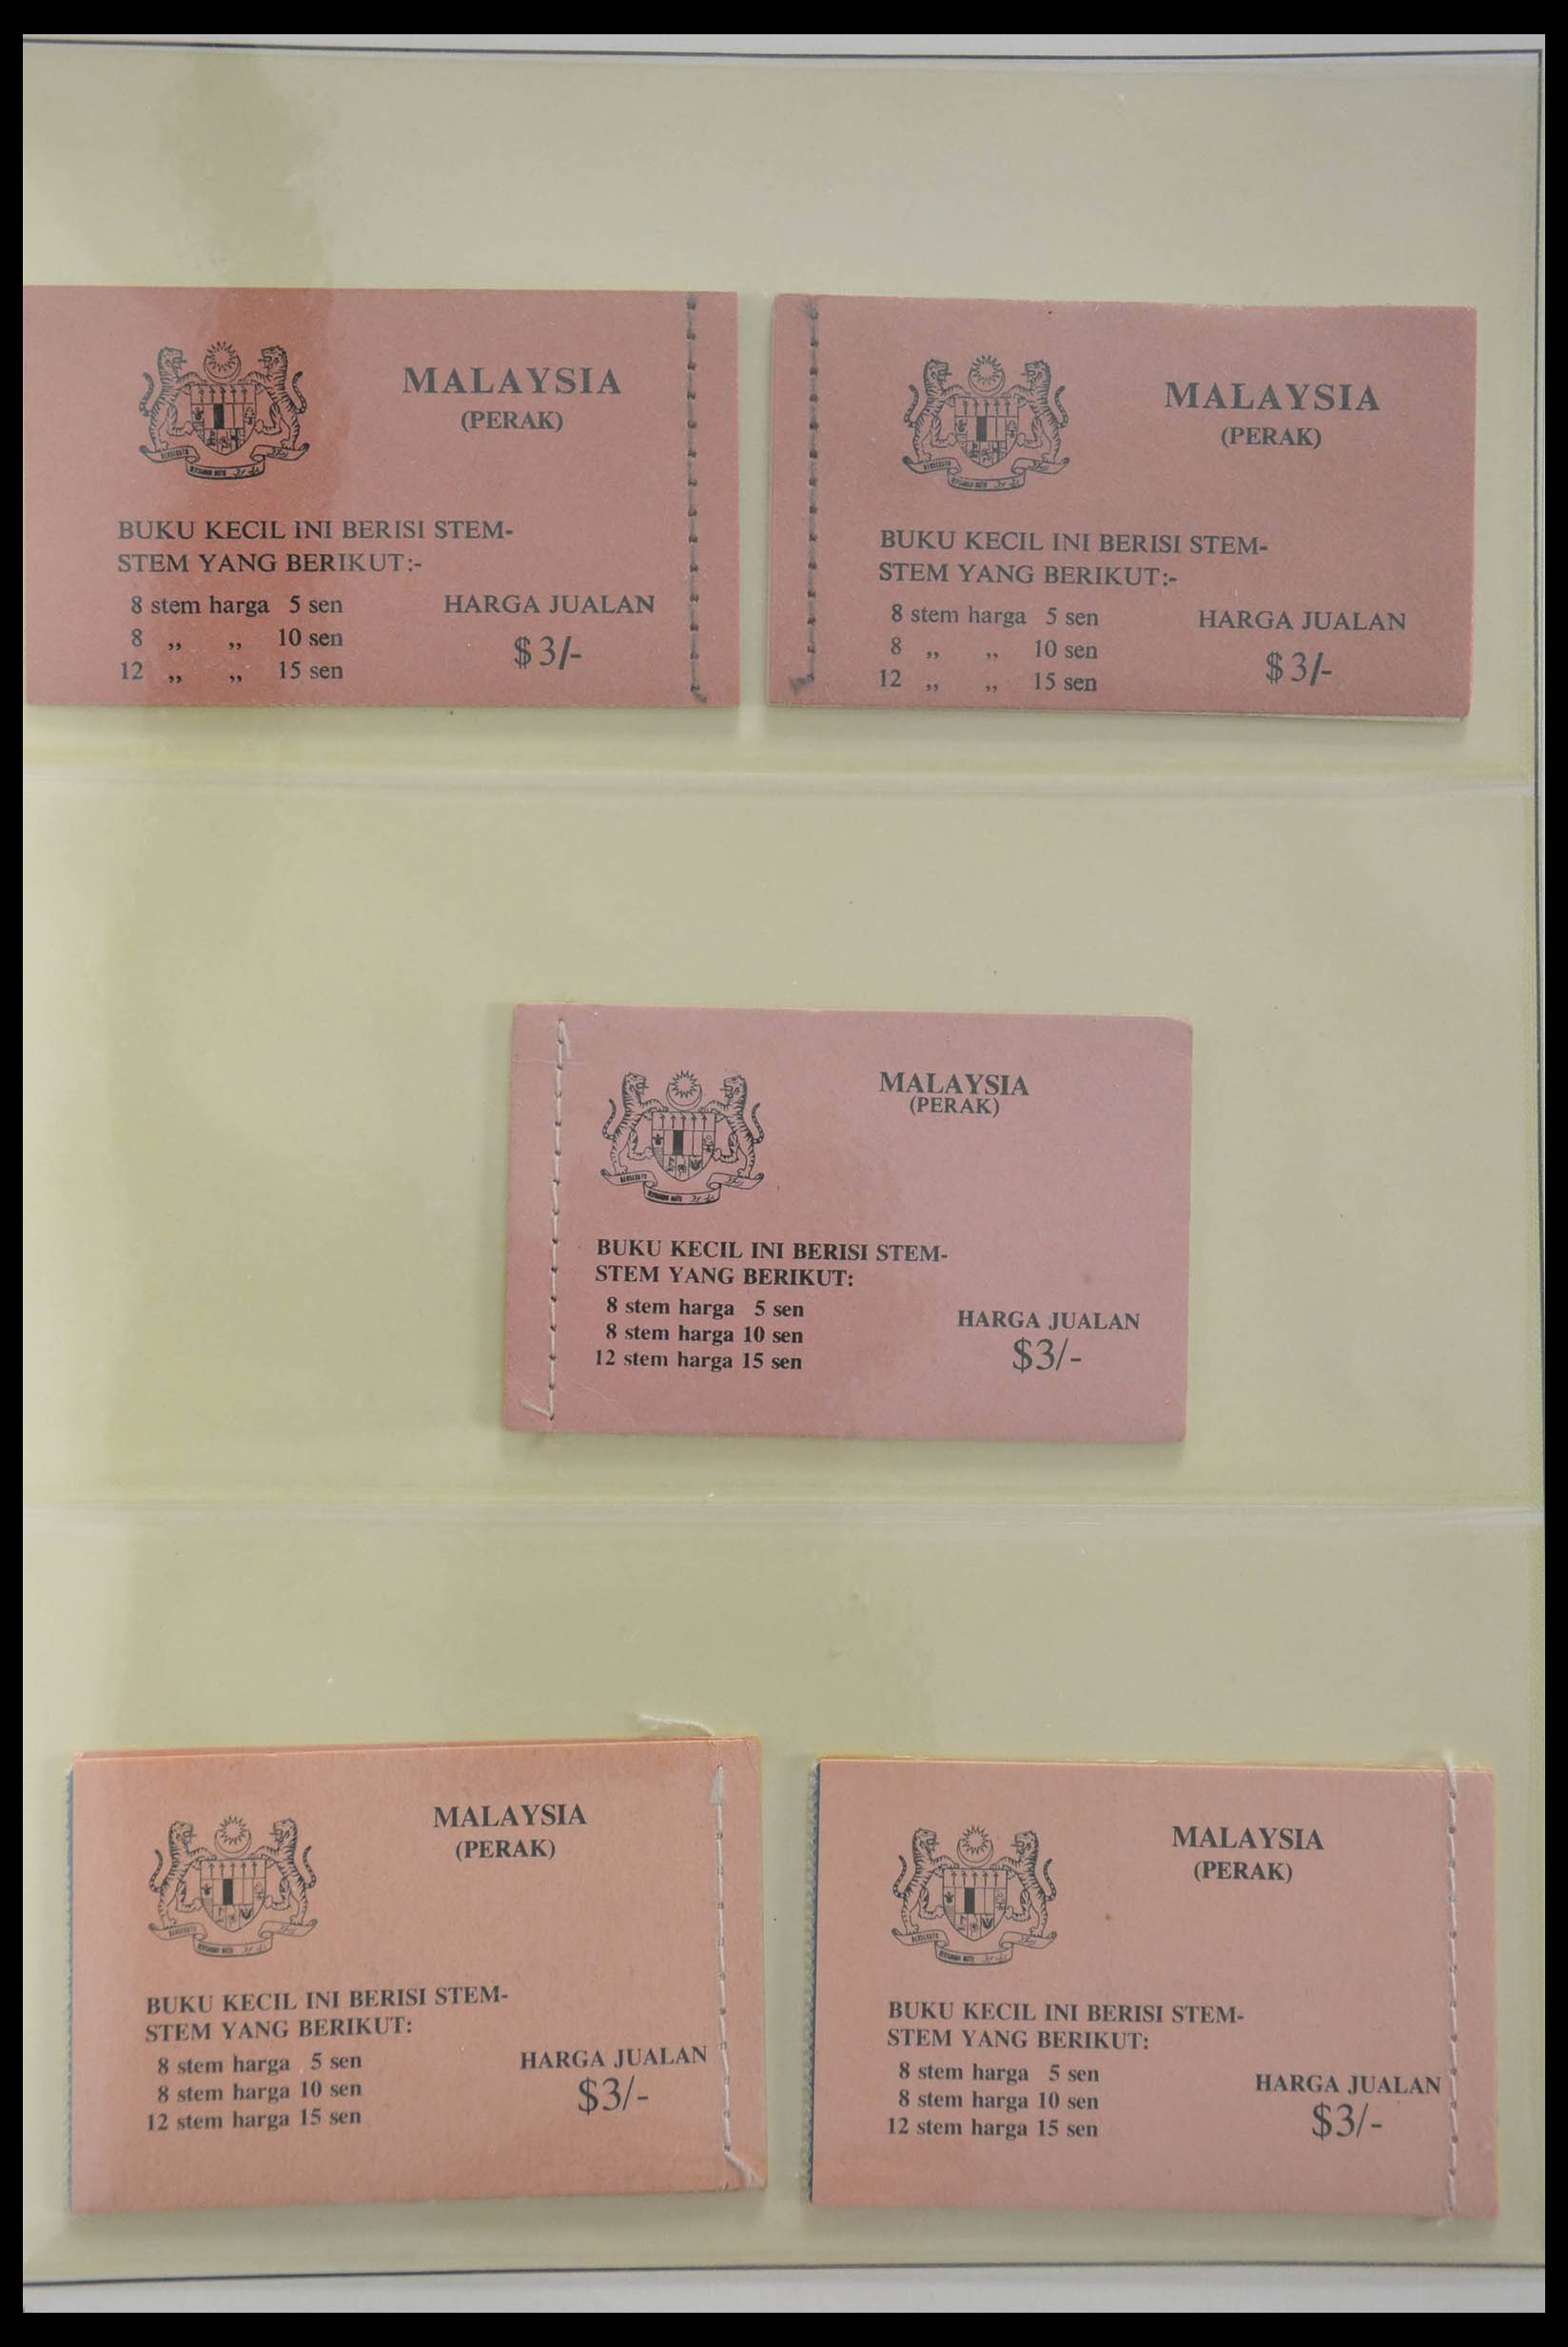 MALAYSIA
(PERAK)
BUKU KECIL INI BERISI STEM-
STEM YANG BERIKUT:-
8 stem harga 5 sen
8 ,, ,, 10 sen
12 ,, ,, 15 sen
HARGA JUALAN
$3/-
MALAYSIA
(PERAK)
BUKU KECIL INI BERISI STEM-
STEM YANG BERIKUT:-
8 stem harga 5 sen
8 ,, ,, 10 sen
12 ,, ,, 15 sen
HARGA JUALAN
$3/-
MALAYSIA
(PERAK)
BUKU KECIL INI BERISI STEM-
STEM YANG BERIKUT:
8 stem harga 5 sen
8 stem harga 10 sen
12 stem harga 15 sen
HARGA JUALAN
$3/-
MALAYSIA
(PERAK)
BUKU KECIL INI BERISI STEM-
STEM YANG BERIKUT:
8 stem harga 5 sen
8 stem harga 10 sen
12 stem harga 15 sen
HARGA JUALAN
$3/-
MALAYSIA
(PERAK)
BUKU KECIL INI BERISI STEM-
STEM YANG BERIKUT:
8 stem harga 5 sen
8 stem harga 10 sen
12 stem harga 15 sen
HARGA JUALAN
$3/-